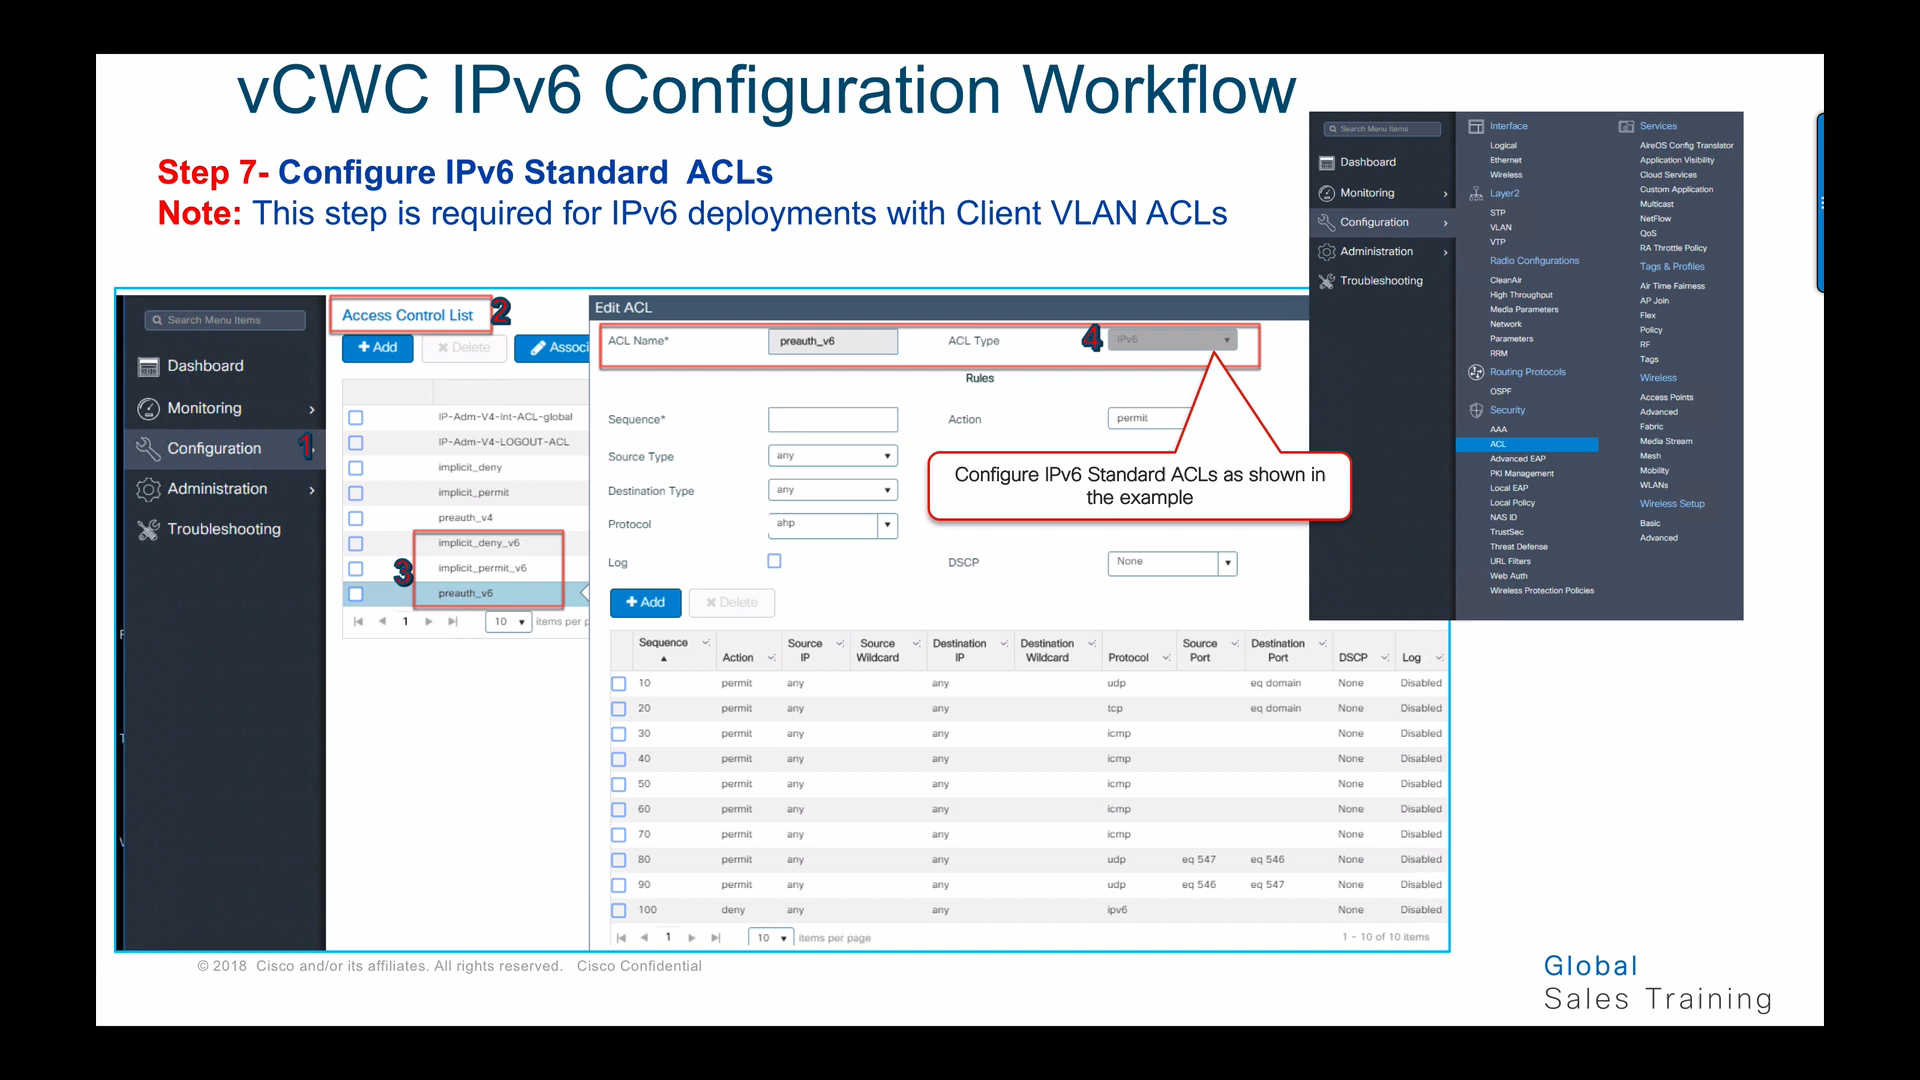 vCWC IPv6 Configuration Workflow
Step 7- Configure IPv6 Standard ACLs
Note: This step is required for IPv6 deployments with Client VLAN ACLs
Search Menu Items
Dashboard
Monitoring
Configuration
1
Administration
Troubleshooting
Access Control List
2
Add
Delete
Associ
IP-Adm-V4-Int-ACL-global
IP-Adm-V4-LOGOUT-ACL
implicit_deny
implicit_permit
preauth_v4
implicit_deny_v6
3
implicit_permit_v6
preauth_v6
1
10
items per p
Edit ACL
ACL Name* preauth_v6 ACL Type 4 IPv6
Rules
Sequence* Action permit
Source Type any
Destination Type any
Protocol ahp
Log DSCP None
Configure IPv6 Standard ACLs as shown in
the example
Add Delete
Sequence Action Source IP Source Wildcard Destination IP Destination Wildcard Protocol Source Port Destination Port DSCP Log
10 permit any any udp eq domain None Disabled
20 permit any any tcp eq domain None Disabled
30 permit any any icmp None Disabled
40 permit any any icmp None Disabled
50 permit any any icmp None Disabled
60 permit any any icmp None Disabled
70 permit any any icmp None Disabled
80 permit any any udp eq 547 eq 546 None Disabled
90 permit any any udp eq 546 eq 547 None Disabled
100 deny any any ipv6 None Disabled
1 10 items per page 1 - 10 of 10 items
Search Menu Items
Dashboard
Monitoring
Configuration
Administration
Troubleshooting
Interface
Logical
Ethernet
Wireless
Layer2
STP
VLAN
VTP
Radio Configurations
CleanAir
High Throughput
Media Parameters
Network
Parameters
RRM
Routing Protocols
OSPF
Security
AAA
ACL
Advanced EAP
PKI Management
Local EAP
Local Policy
NAS ID
TrustSec
Threat Defense
URL Filters
Web Auth
Wireless Protection Policies
Services
AireOS Config Translator
Application Visibility
Cloud Services
Custom Application
Multicast
NetFlow
QoS
RA Throttle Policy
Tags & Profiles
Air Time Fairness
AP Join
Flex
Policy
RF
Tags
Wireless
Access Points
Advanced
Fabric
Media Stream
Mesh
Mobility
WLANs
Wireless Setup
Basic
Advanced
© 2018 Cisco and/or its affiliates. All rights reserved. Cisco Confidential
Global
Sales Training